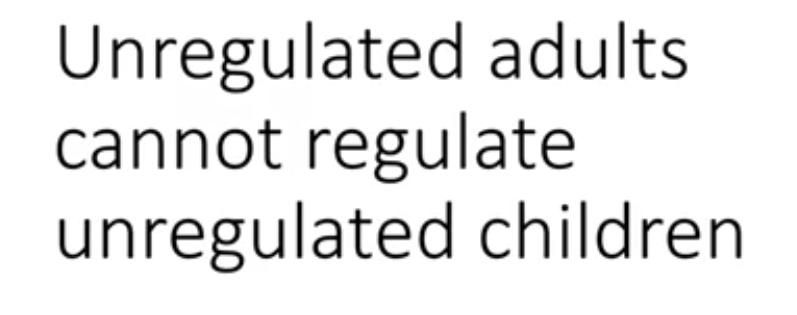 Unregulated adults
cannot regulate
unregulated children